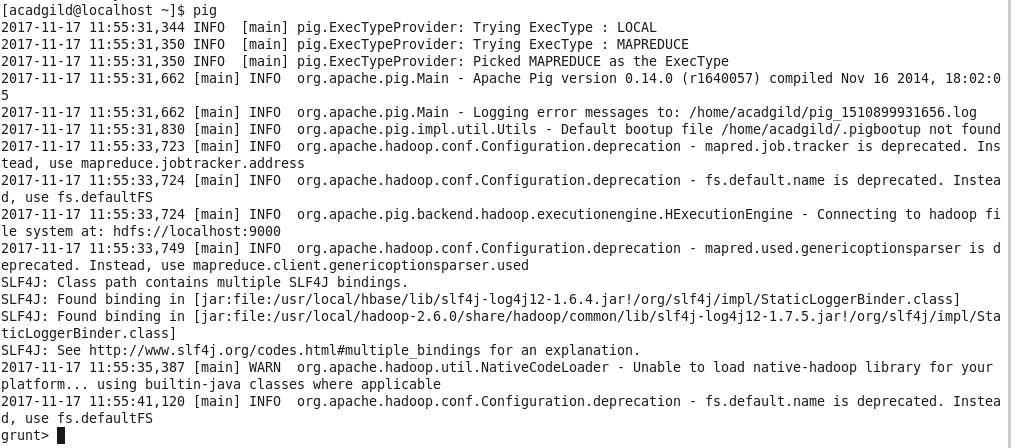 [acadgild@localhost ~]$ pig
2017-11-17 11:55:31,344 INFO  [main] pig.ExecTypeProvider: Trying ExecType : LOCAL
2017-11-17 11:55:31,350 INFO  [main] pig.ExecTypeProvider: Trying ExecType : MAPREDUCE
2017-11-17 11:55:31,350 INFO  [main] pig.ExecTypeProvider: Picked MAPREDUCE as the ExecType
2017-11-17 11:55:31,662 [main] INFO  org.apache.pig.Main - Apache Pig version 0.14.0 (r1640057) compiled Nov 16 2014, 18:02:0
5
2017-11-17 11:55:31,662 [main] INFO  org.apache.pig.Main - Logging error messages to: /home/acadgild/pig_1510899931656.log
2017-11-17 11:55:31,830 [main] INFO  org.apache.pig.impl.util.Utils - Default bootup file /home/acadgild/.pigbootup not found
2017-11-17 11:55:33,723 [main] INFO  org.apache.hadoop.conf.Configuration.deprecation - mapred.job.tracker is deprecated. Ins
tead, use mapreduce.jobtracker.address
2017-11-17 11:55:33,724 [main] INFO  org.apache.hadoop.conf.Configuration.deprecation - fs.default.name is deprecated. Instea
d, use fs.defaultFS
2017-11-17 11:55:33,724 [main] INFO  org.apache.pig.backend.hadoop.executionengine.HExecutionEngine - Connecting to hadoop fi
le system at: hdfs://localhost:9000
2017-11-17 11:55:33,749 [main] INFO  org.apache.hadoop.conf.Configuration.deprecation - mapred.used.genericoptionsparser is d
eprecated. Instead, use mapreduce.client.genericoptionsparser.used
SLF4J: Class path contains multiple SLF4J bindings.
SLF4J: Found binding in [jar:file:/usr/local/hbase/lib/slf4j-log4j12-1.6.4.jar!/org/slf4j/impl/StaticLoggerBinder.class]
SLF4J: Found binding in [jar:file:/usr/local/hadoop-2.6.0/share/hadoop/common/lib/slf4j-log4j12-1.7.5.jar!/org/slf4j/impl/Sta
ticLoggerBinder.class]
SLF4J: See http://www.slf4j.org/codes.html#multiple_bindings for an explanation.
2017-11-17 11:55:35,387 [main] WARN  org.apache.hadoop.util.NativeCodeLoader - Unable to load native-hadoop library for your 
platform... using builtin-java classes where applicable
2017-11-17 11:55:41,120 [main] INFO  org.apache.hadoop.conf.Configuration.deprecation - fs.default.name is deprecated. Instea
d, use fs.defaultFS
grunt>